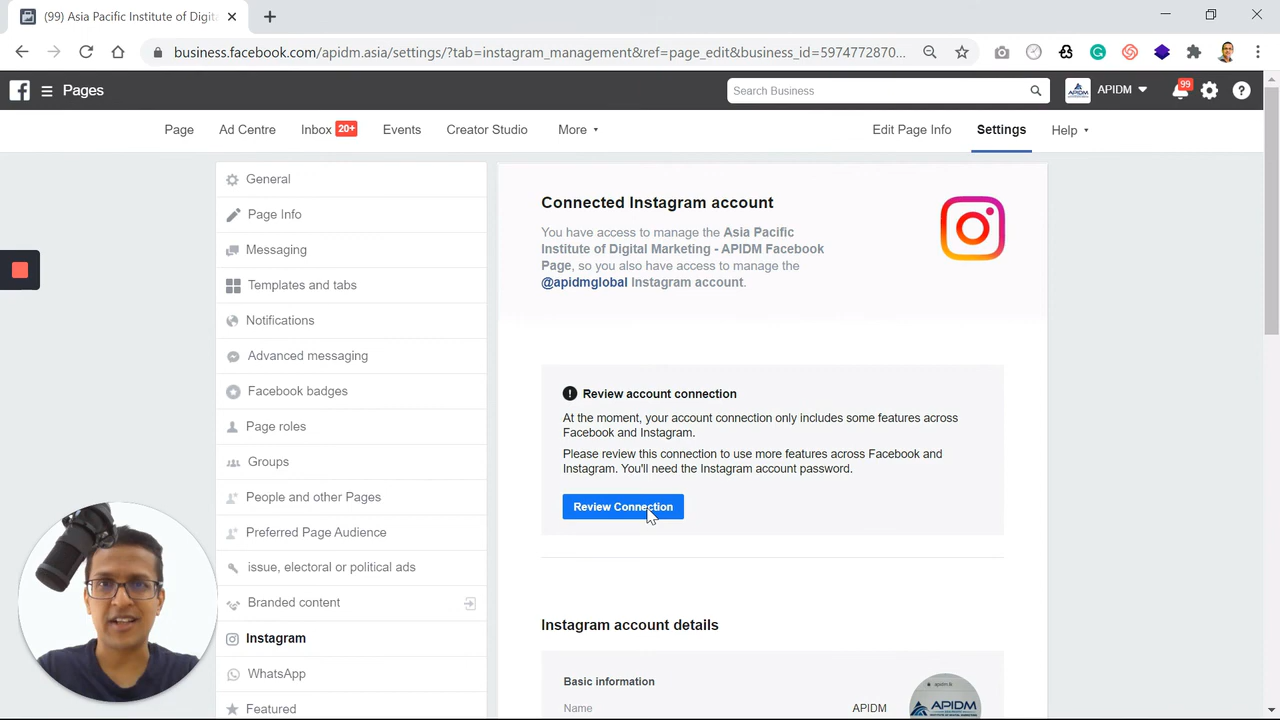 (99) Asia Pacific Institute of Digita
business.facebook.com/apidm.asia/settings/?tab=instagram_management&ref=page_edit&business_id=5974772870...
Pages
Search Business
APIDM
99
Page
Ad Centre
Inbox 20+
Events
Creator Studio
More
Edit Page Info
Settings
Help
General
Page Info
Messaging
Templates and tabs
Notifications
Advanced messaging
Facebook badges
Page roles
Groups
People and other Pages
Preferred Page Audience
issue, electoral or political ads
Branded content
Instagram
WhatsApp
Featured
Connected Instagram account
You have access to manage the Asia Pacific
Institute of Digital Marketing - APIDM Facebook
Page, so you also have access to manage the
@apidmglobal Instagram account.
Review account connection
At the moment, your account connection only includes some features across
Facebook and Instagram.
Please review this connection to use more features across Facebook and
Instagram. You'll need the Instagram account password.
Review Connection
Instagram account details
Basic information
Name
APIDM
APIDM